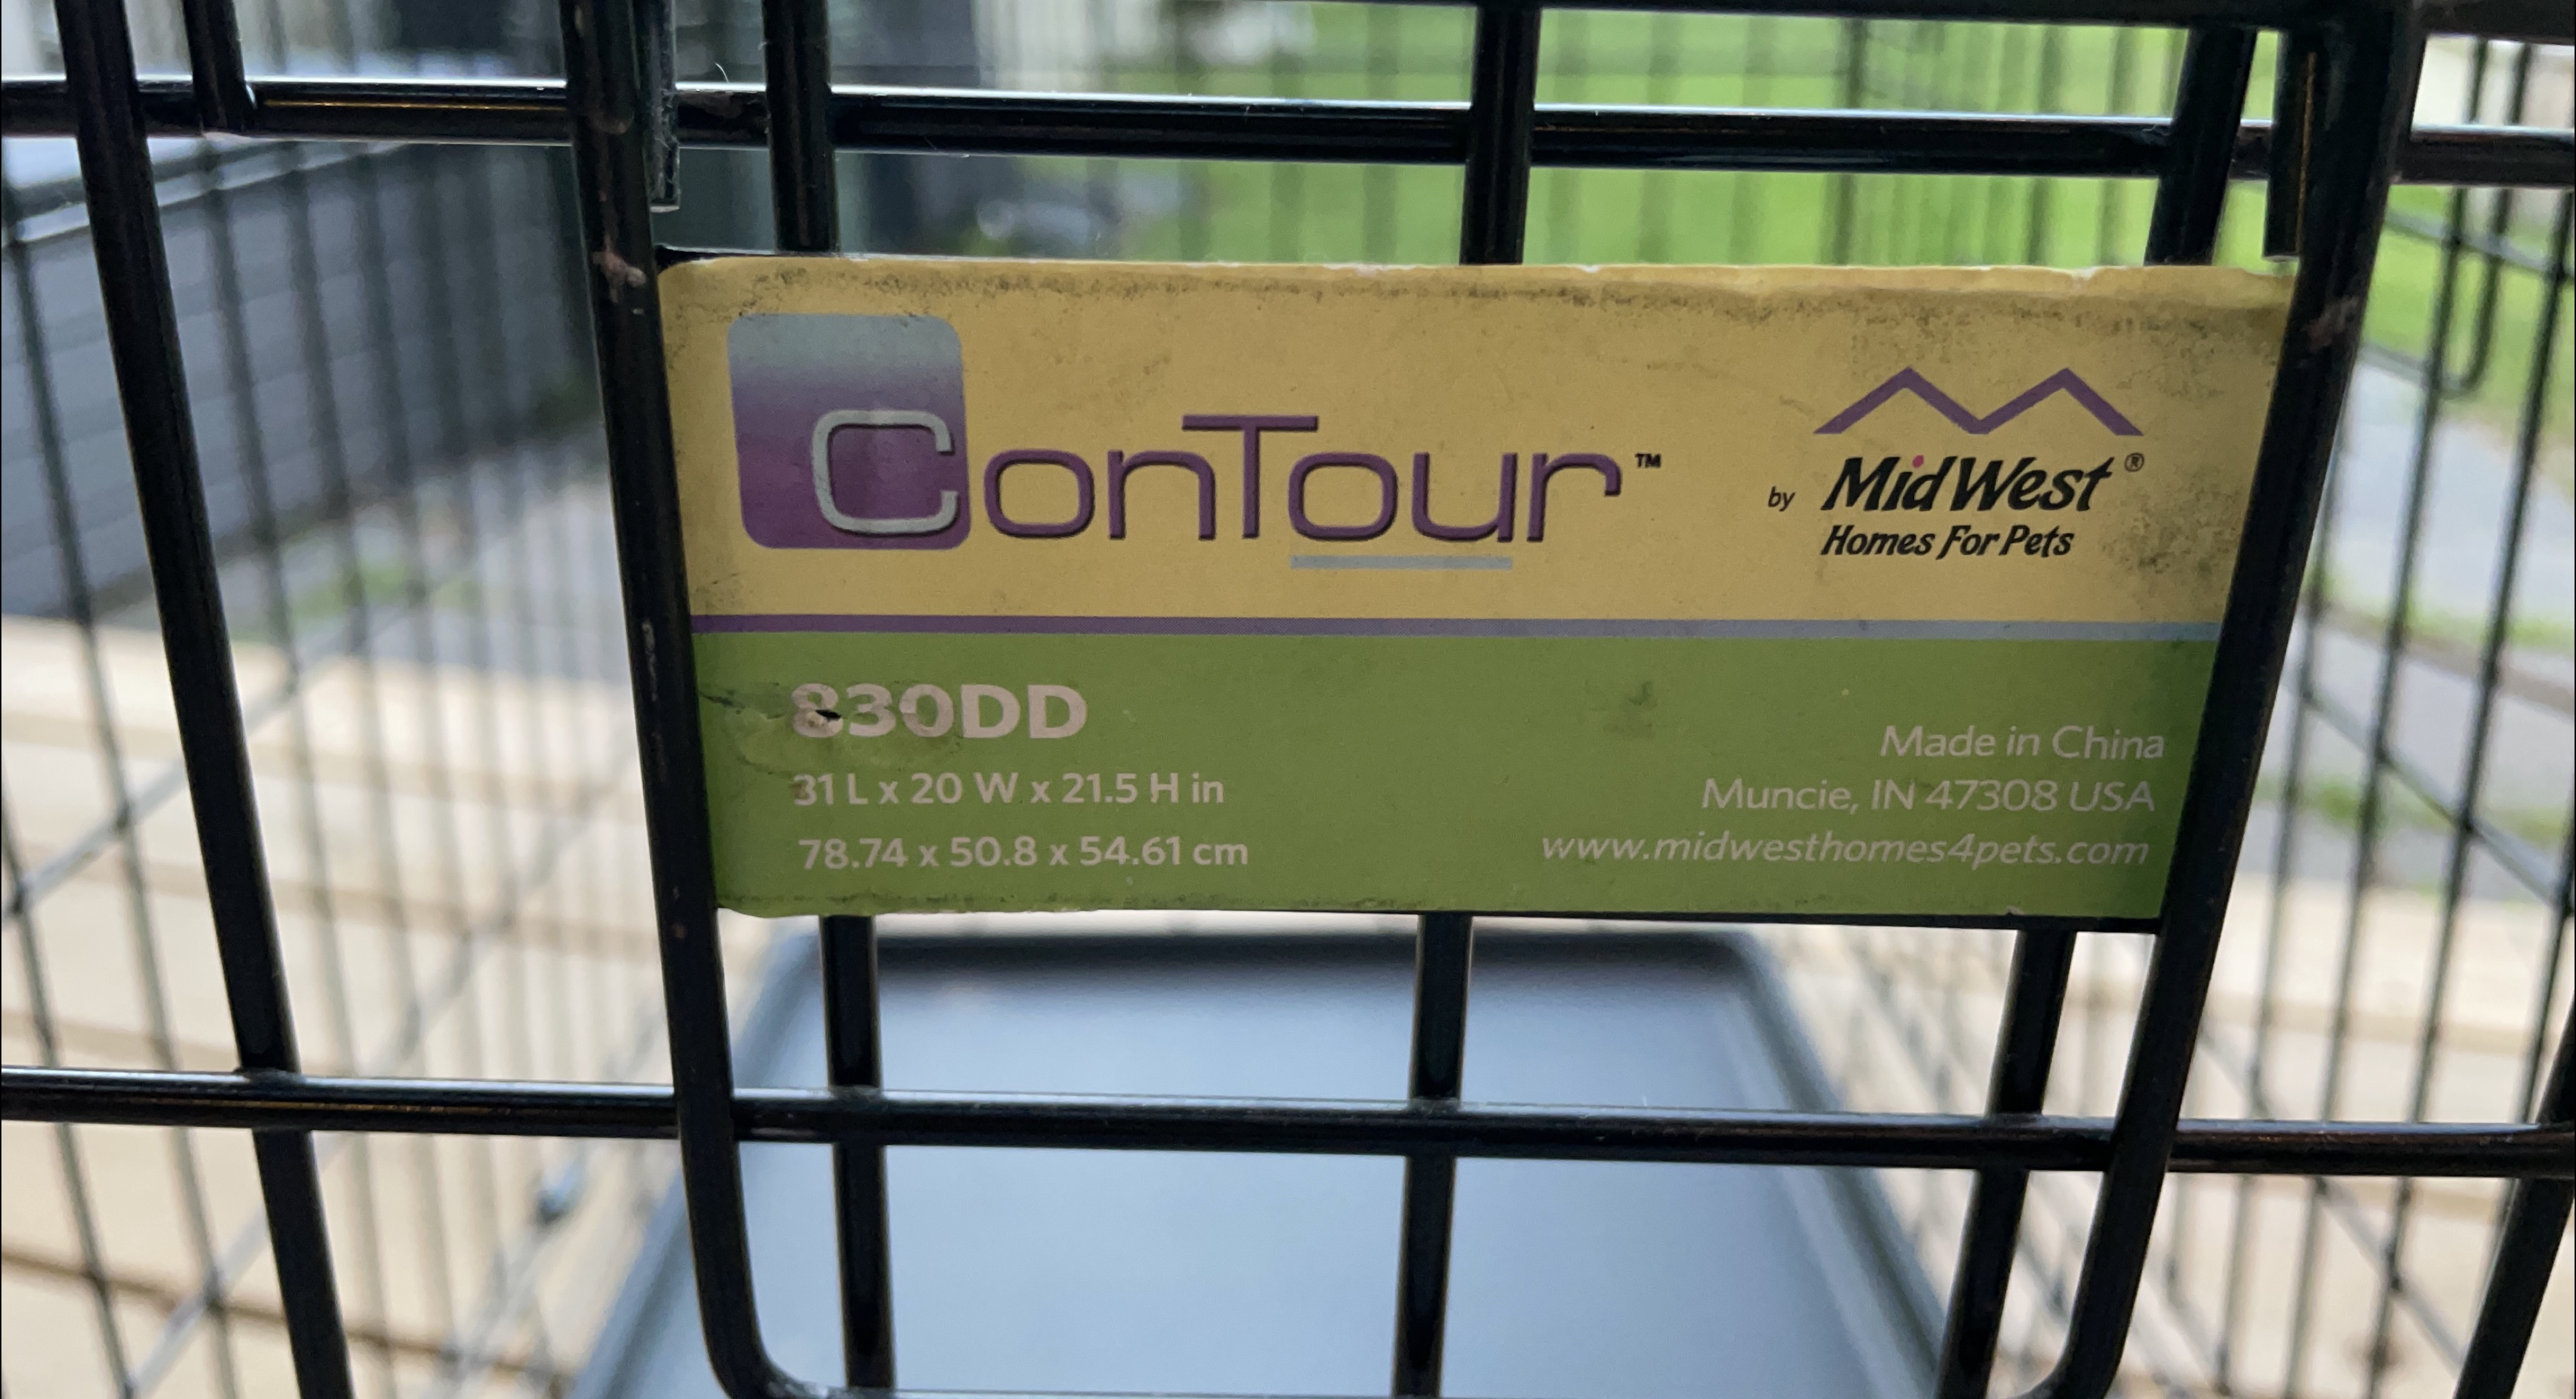 ConTour™
by MidWest®
Homes For Pets
830DD
31 L x 20 W x 21.5 H in
78.74 x 50.8 x 54.61 cm
Made in China
Muncie, IN 47308 USA
www.midwesthomes4pets.com